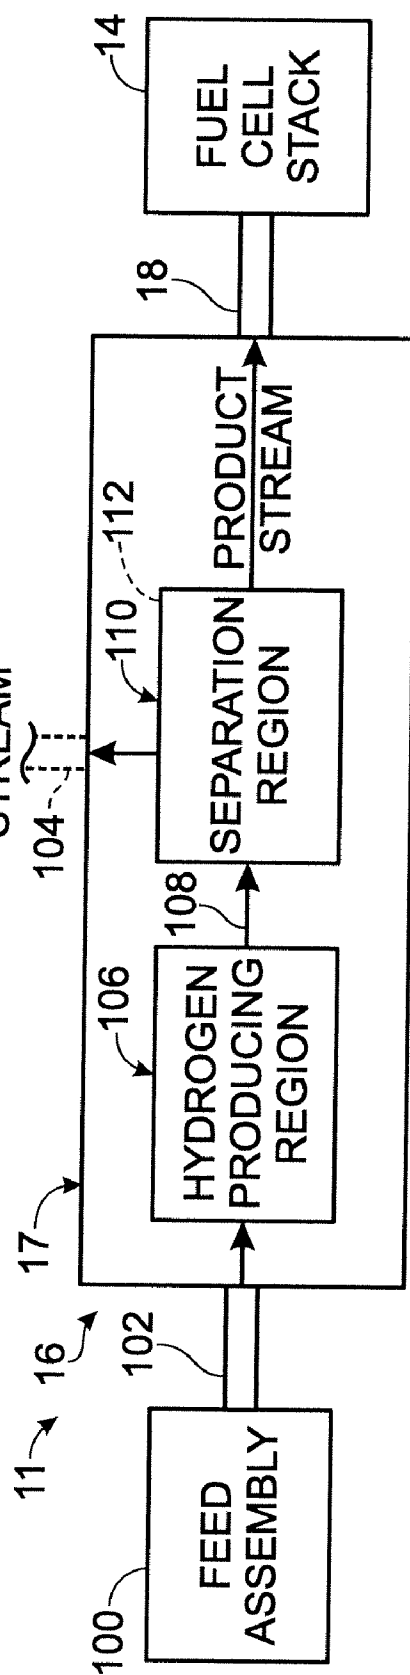 11
16
17
100
FEED
ASSEMBLY
102
106
HYDROGEN
PRODUCING
REGION
108
104
110
112
SEPARATION
REGION
PRODUCT
STREAM
18
14
FUEL
CELL
STACK